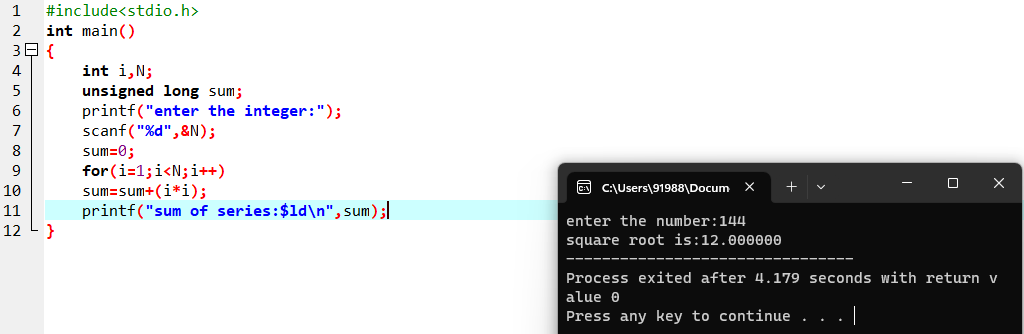 1 #include<stdio.h>
2 int main()
3 {
4 int i,N;
5 unsigned long sum;
6 printf("enter the integer:");
7 scanf("%d",&N);
8 sum=0;
9 for(i=1;i<N;i++)
10 sum=sum+(i*i);
11 printf("sum of series:$ld\n",sum);
12 }
C:\Users\91988\Docum
enter the number:144
square root is:12.000000
--------------------------------
Process exited after 4.179 seconds with return v
alue 0
Press any key to continue . . .